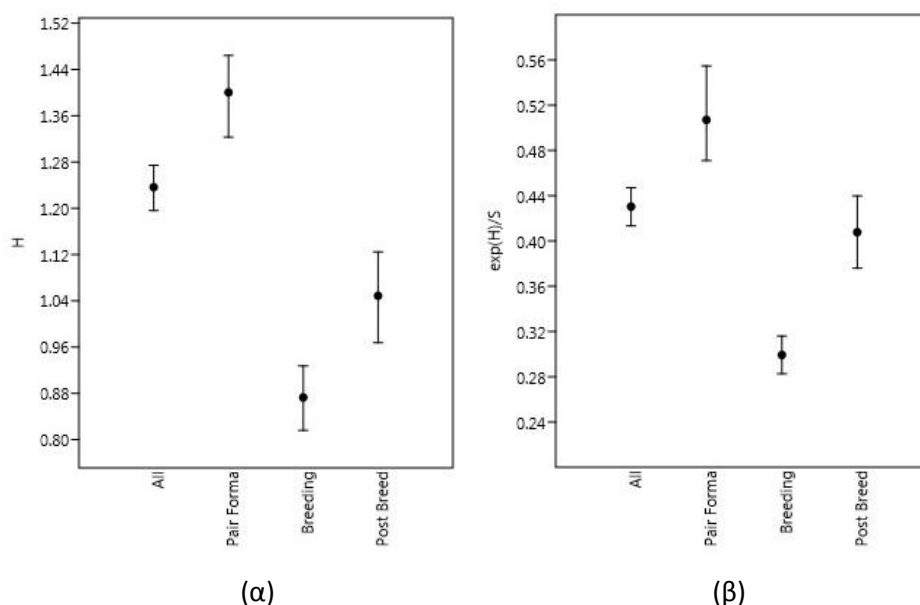 1.52
1.44
1.36
1.28
1.20
1.12
1.04
0.96
0.88
0.80
H
All
Pair Forma
Breeding
Post Breed
(α)
0.56
0.52
0.48
0.44
0.40
0.36
0.32
0.28
0.24
exp(H)/S
All
Pair Forma
Breeding
Post Breed
(β)